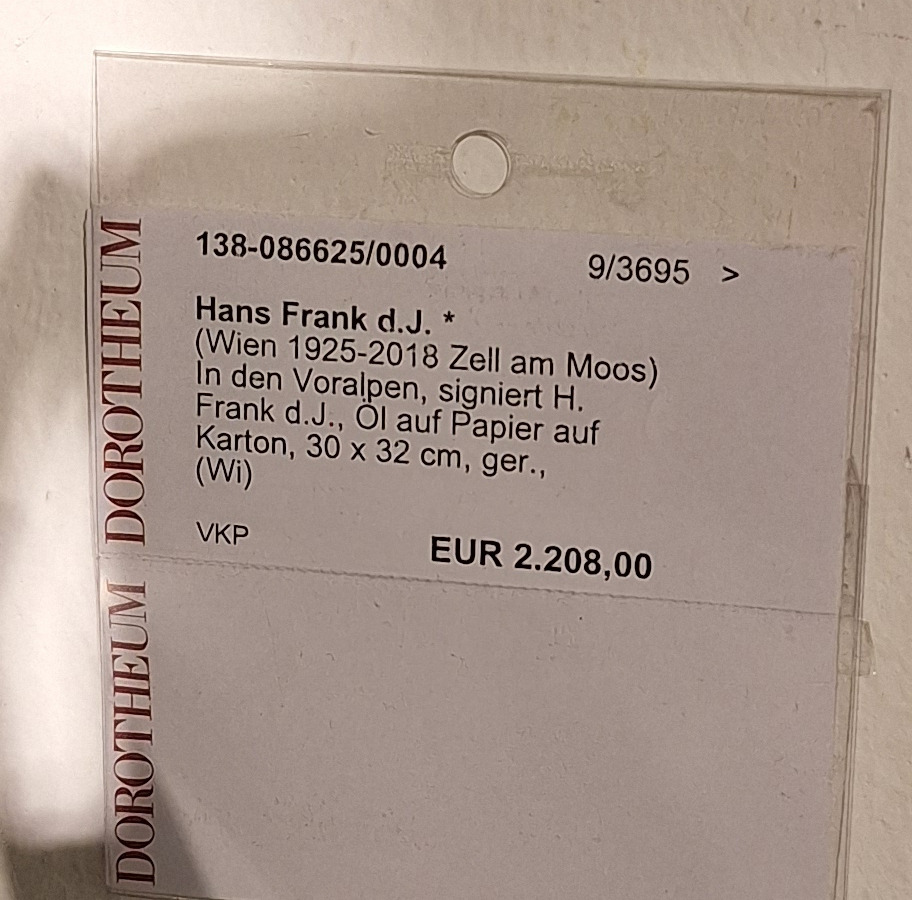 138-086625/0004 9/3695 >
Hans Frank d.J. *
(Wien 1925-2018 Zell am Moos)
In den Voralpen, signiert H.
Frank d.J., Öl auf Papier auf
Karton, 30 x 32 cm, ger.,
(Wi)
VKP EUR 2.208,00
DOROTHEUM
DOROTHEUM